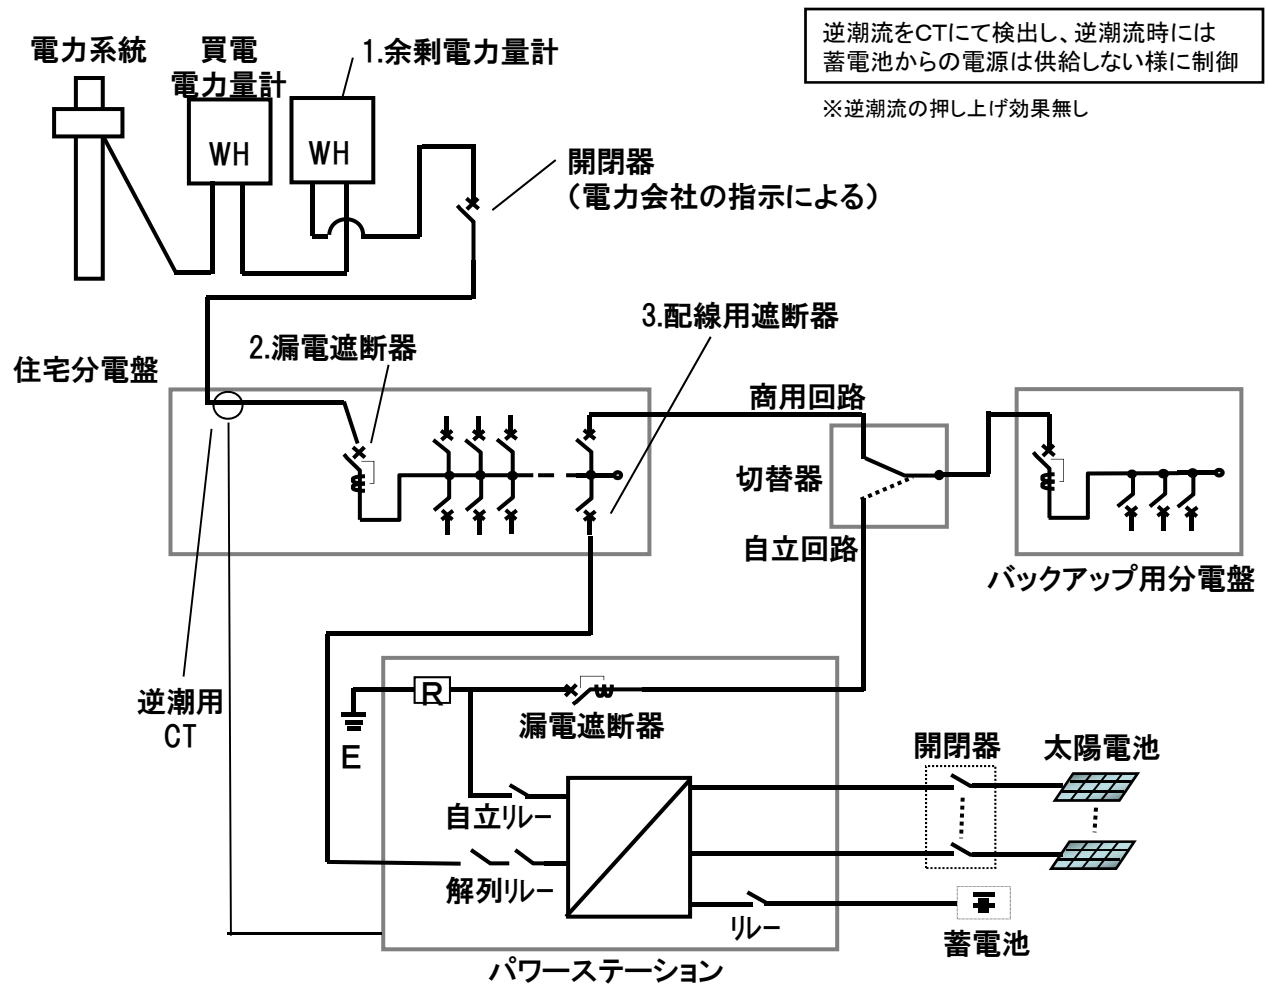 逆潮流をCTにて検出し、逆潮流時には
蓄電池からの電源は供給しない様に制御
※逆潮流の押し上げ効果無し
電力系統
買電
電力量計
1.余剰電力量計
WH
WH
開閉器
（電力会社の指示による）
3.配線用遮断器
2.漏電遮断器
住宅分電盤
商用回路
切替器
自立回路
バックアップ用分電盤
逆潮用
CT
R
E
漏電遮断器
開閉器
太陽電池
自立リレー
解列リレー
リレー
蓄電池
パワーステーション